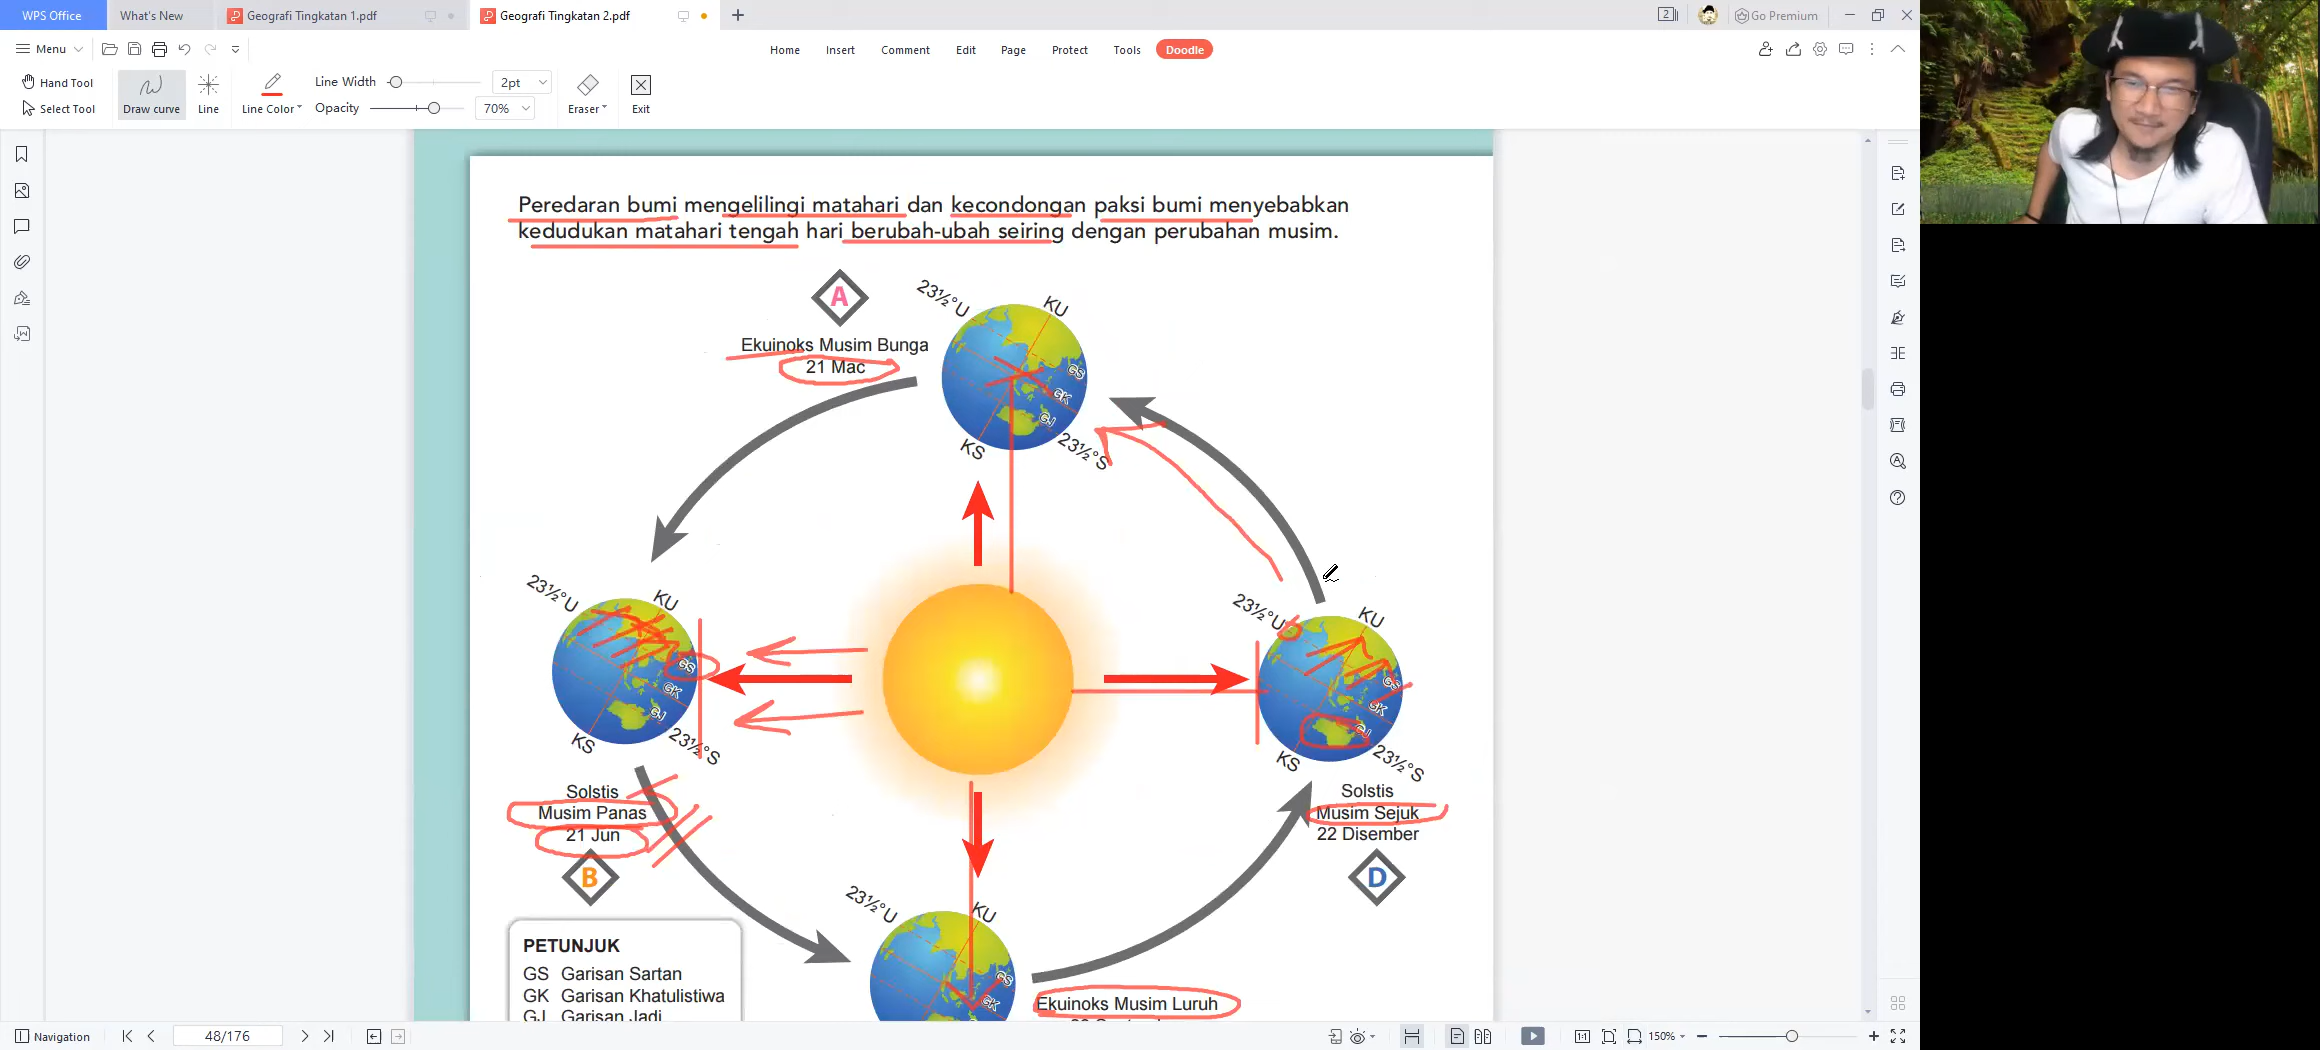 WPS Office
What's New
Geografi Tingkatan 1.pdf
Geografi Tingkatan 2.pdf
2
Go Premium
Menu
Home
Insert
Comment
Edit
Page
Protect
Tools
Doodle
Hand Tool
Select Tool
Draw curve
Line
Line Color
Line Width
2pt
Opacity
70%
Eraser
Exit
Peredaran bumi mengelilingi matahari dan kecondongan paksi bumi menyebabkan
kedudukan matahari tengah hari berubah-ubah seiring dengan perubahan musim.
A
Ekuinoks Musim Bunga
21 Mac
23½°U
KU
GS
GK
GJ
KS
23½°S
23½°U
KU
GS
GK
GJ
KS
23½°S
Solstis
Musim Panas
21 Jun
B
23½°U
KU
GS
GK
GJ
KS
23½°S
Solstis
Musim Sejuk
22 Disember
D
23½°U
KU
GS
GK
Ekuinoks Musim Luruh
PETUNJUK
GS Garisan Sartan
GK Garisan Khatulistiwa
GJ Garisan Jadi
Navigation
48/176
1:1
150%